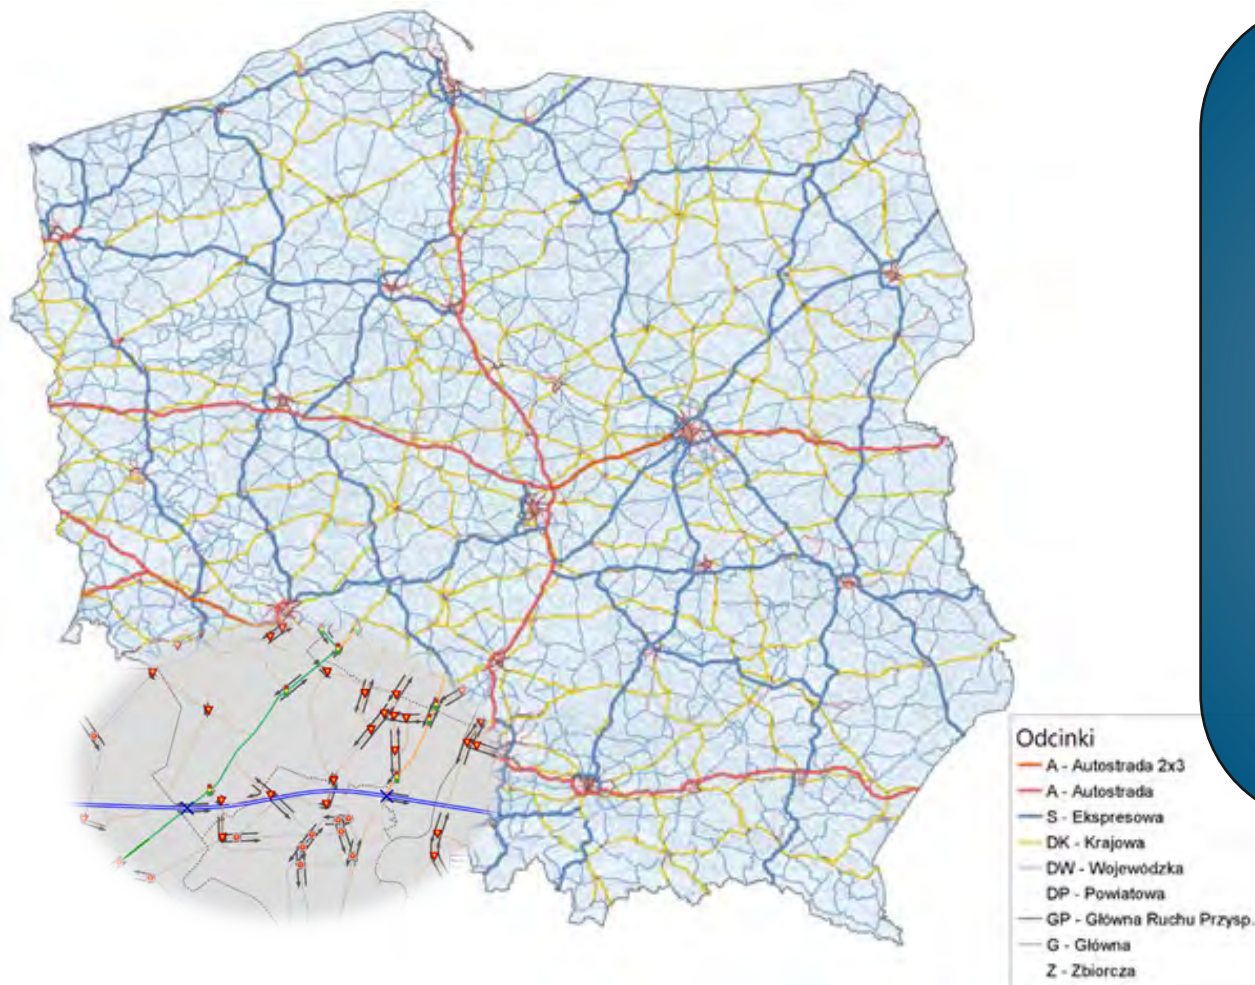 Odcinki
A - Autostrada 2x3
A - Autostrada
S - Ekspresowa
DK - Krajowa
DW - Wojewódzka
DP - Powiatowa
GP - Główna Ruchu Przysp.
G - Główna
Z - Zbiorcza